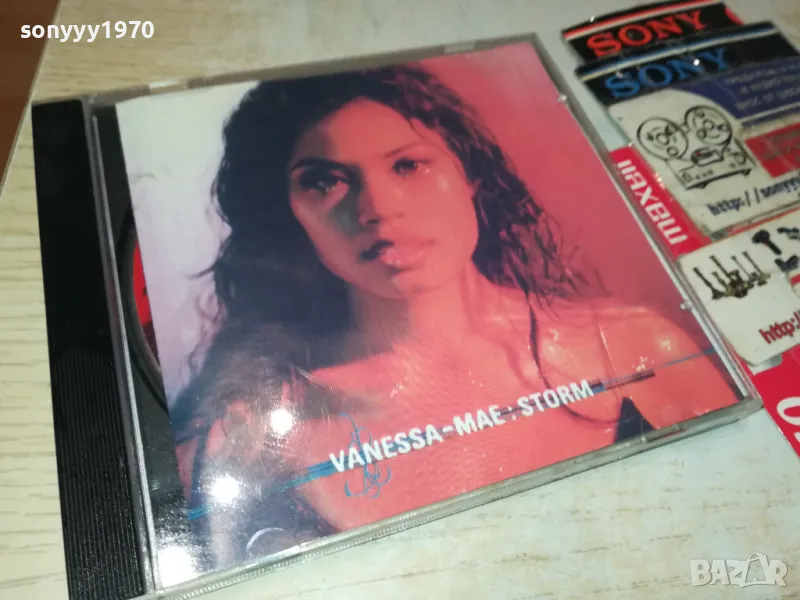 sonyyy1970
SONY
SONY
maxell
http://sonyy
http:/
VANESSA-MAE : STORM
BAZAR